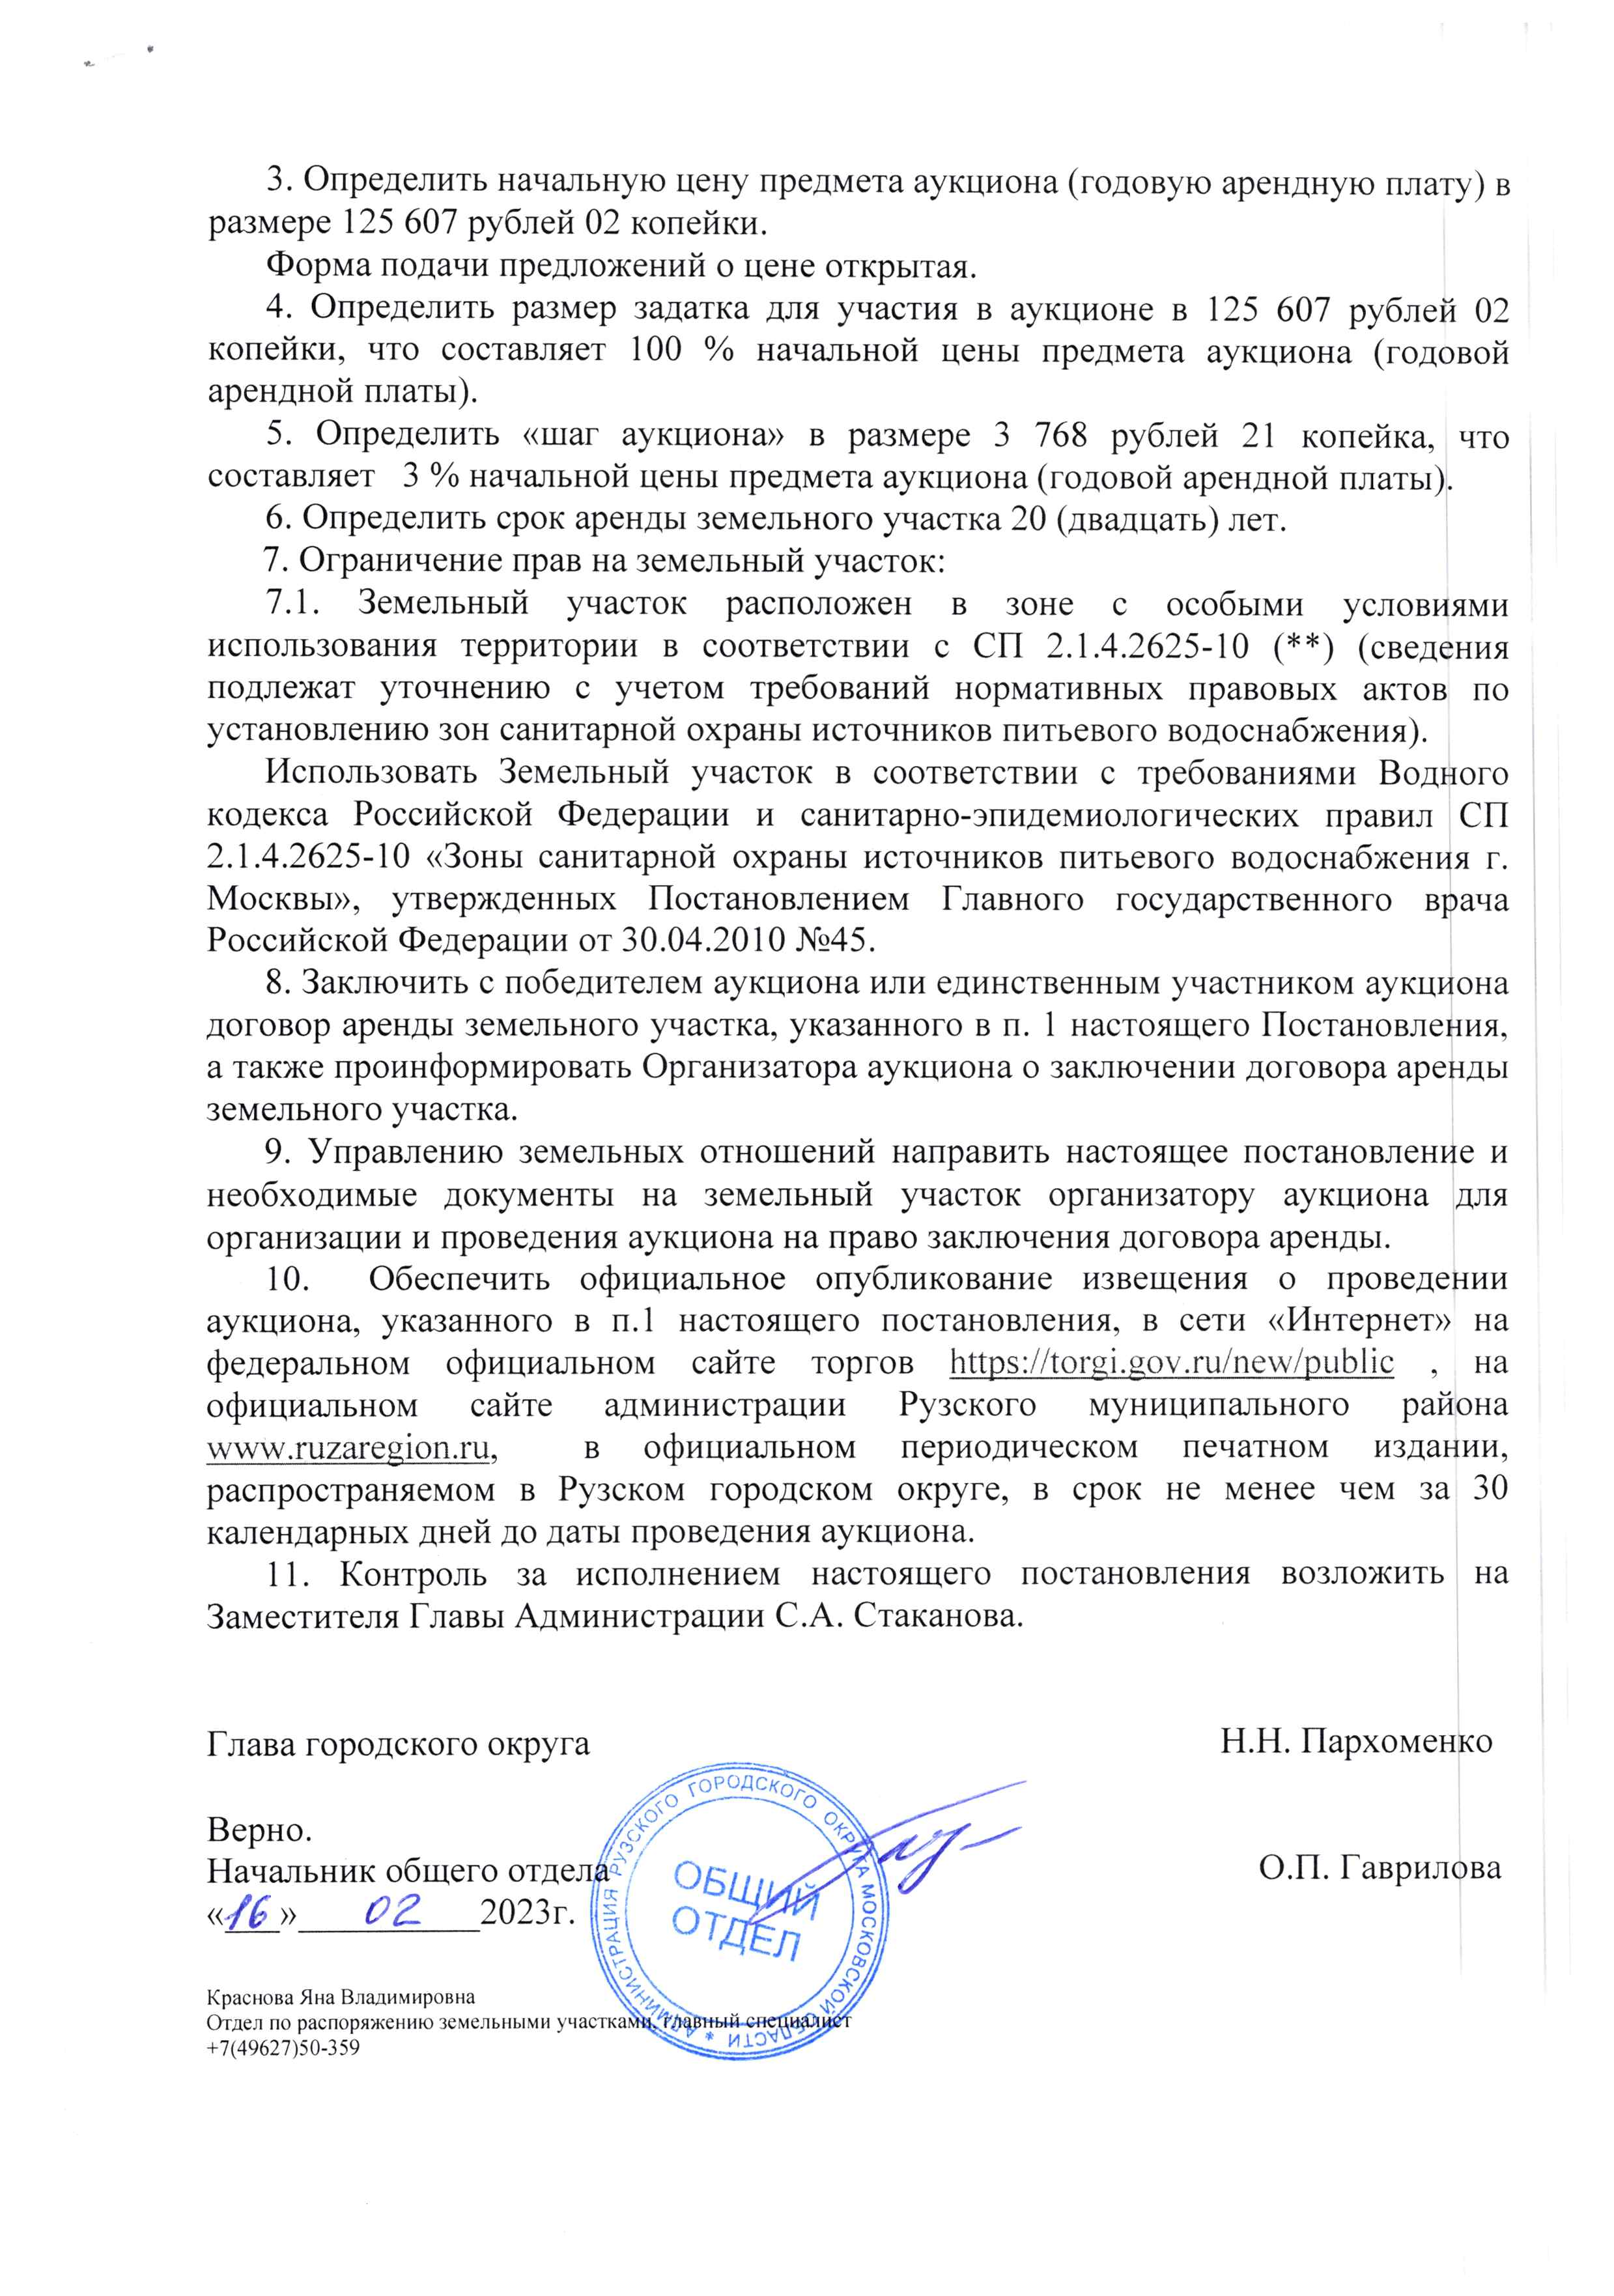 3. Определить начальную цену предмета аукциона (годовую арендную плату) в
размере 125 607 рублей 02 копейки.
Форма подачи предложений о цене открытая.
4. Определить размер задатка для участия в аукционе в 125 607 рублей 02
копейки, что составляет 100 % начальной цены предмета аукциона (годовой
арендной платы).
5. Определить «шаг аукциона» в размере 3 768 рублей 21 копейка, что
составляет 3 % начальной цены предмета аукциона (годовой арендной платы).
6. Определить срок аренды земельного участка 20 (двадцать) лет.
7. Ограничение прав на земельный участок:
7.1. Земельный участок расположен в зоне с особыми условиями
использования территории в соответствии с СП 2.1.4.2625-10 (**) (сведения
подлежат уточнению с учетом требований нормативных правовых актов по
установлению зон санитарной охраны источников питьевого водоснабжения).
Использовать Земельный участок в соответствии с требованиями Водного
кодекса Российской Федерации и санитарно-эпидемиологических правил СП
2.1.4.2625-10 «Зоны санитарной охраны источников питьевого водоснабжения г.
Москвы», утвержденных Постановлением Главного государственного врача
Российской Федерации от 30.04.2010 №45.
8. Заключить с победителем аукциона или единственным участником аукциона
договор аренды земельного участка, указанного в п. 1 настоящего Постановления,
а также проинформировать Организатора аукциона о заключении договора аренды
земельного участка.
9. Управлению земельных отношений направить настоящее постановление и
необходимые документы на земельный участок организатору аукциона для
организации и проведения аукциона на право заключения договора аренды.
10. Обеспечить официальное опубликование извещения о проведении
аукциона, указанного в п.1 настоящего постановления, в сети «Интернет» на
федеральном официальном сайте торгов https://torgi.gov.ru/new/public , на
официальном сайте администрации Рузского муниципального района
www.ruzaregion.ru, в официальном периодическом печатном издании,
распространяемом в Рузском городском округе, в срок не менее чем за 30
календарных дней до даты проведения аукциона.
11. Контроль за исполнением настоящего постановления возложить на
Заместителя Главы Администрации С.А. Стаканова.
Глава городского округа Н.Н. Пархоменко
Верно.
Начальник общего отдела О.П. Гаврилова
«16» 02 2023г.
АДМИНИСТРАЦИЯ РУЗСКОГО ГОРОДСКОГО ОКРУГА МОСКОВСКОЙ ОБЛАСТИ *
ОБЩИЙ
ОТДЕЛ
Краснова Яна Владимировна
Отдел по распоряжению земельными участками, главный специалист
+7(49627)50-359